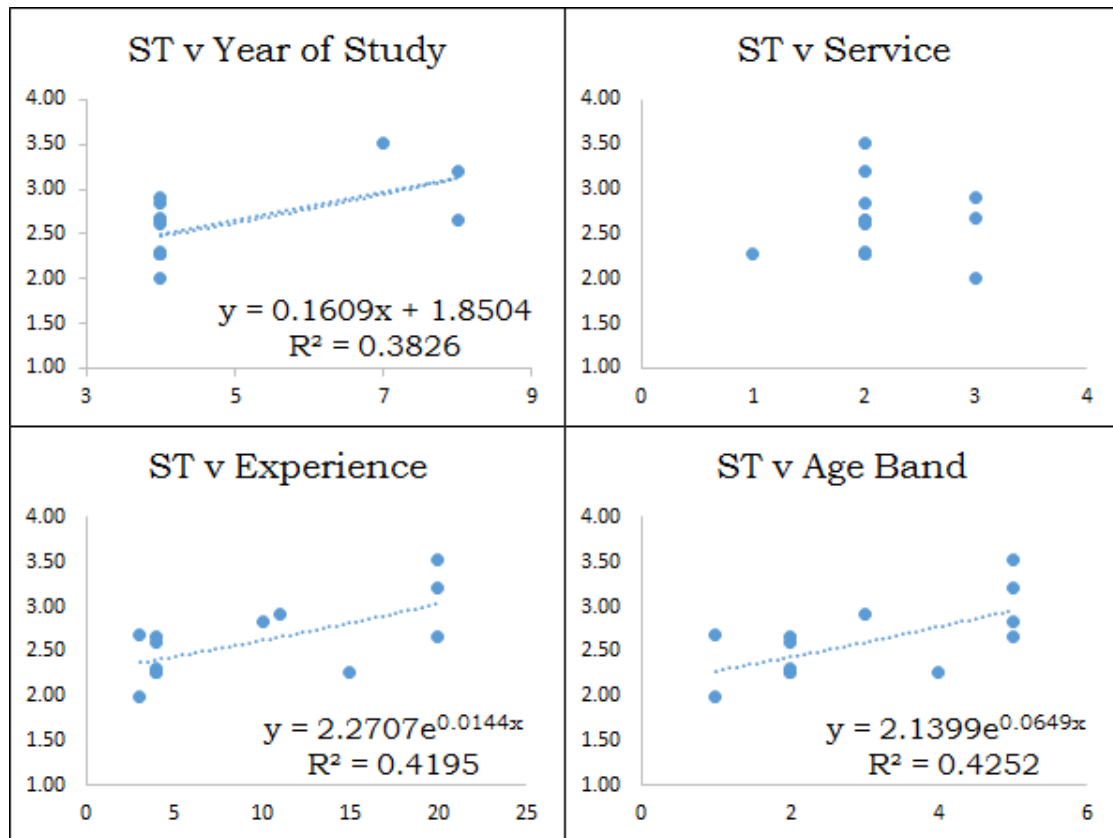 ST v Year of Study
4.00
3.50
3.00
2.50
2.00
1.50
1.00
y = 0.1609x + 1.8504
R² = 0.3826
3 5 7 9
ST v Service
4.00
3.50
3.00
2.50
2.00
1.50
1.00
0 1 2 3 4
ST v Experience
4.00
3.50
3.00
2.50
2.00
1.50
1.00
y = 2.2707e^0.0144x
R² = 0.4195
0 5 10 15 20 25
ST v Age Band
4.00
3.50
3.00
2.50
2.00
1.50
1.00
y = 2.1399e^0.0649x
R² = 0.4252
0 2 4 6